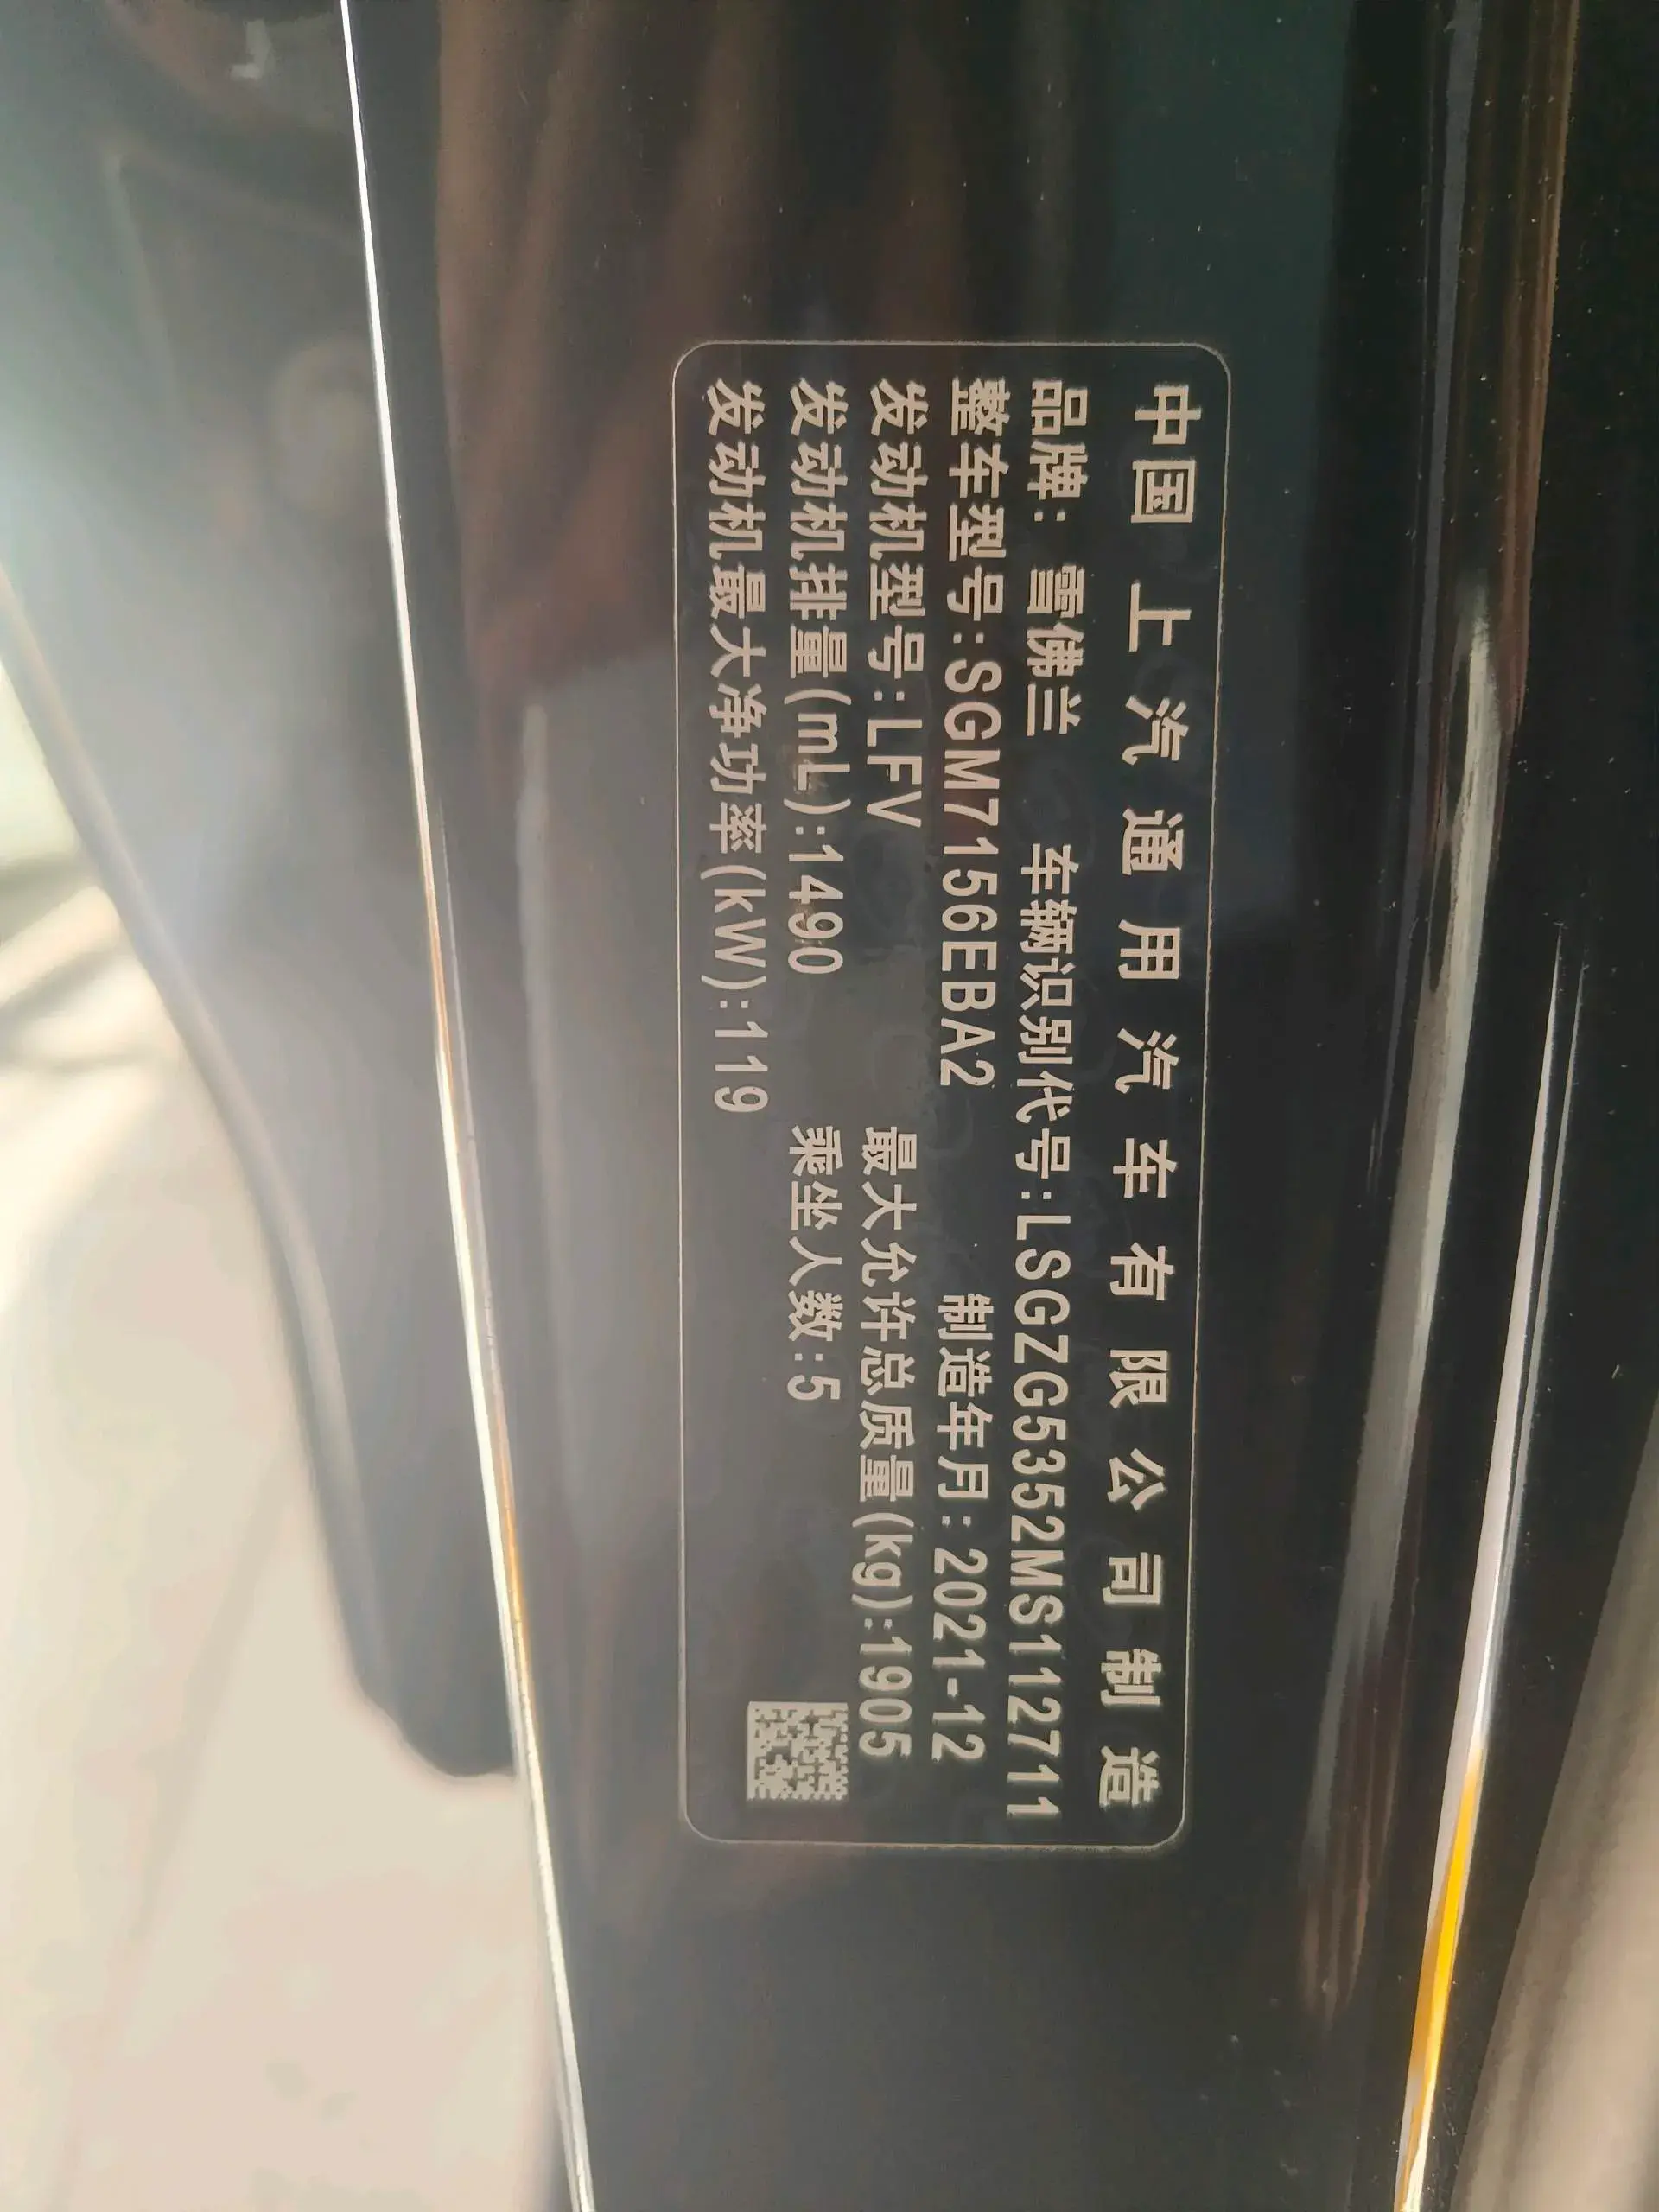 中国上汽通用汽车有限公司制造
品牌: 雪佛兰 车辆识别代号:LSGZG5352MS112711
整车型号:SGM7156EBA2 制造年月:2021-12
发动机型号:LFV 最大允许总质量(kg):1905
发动机排量(mL):1490 乘坐人数:5
发动机最大净功率(kW):119